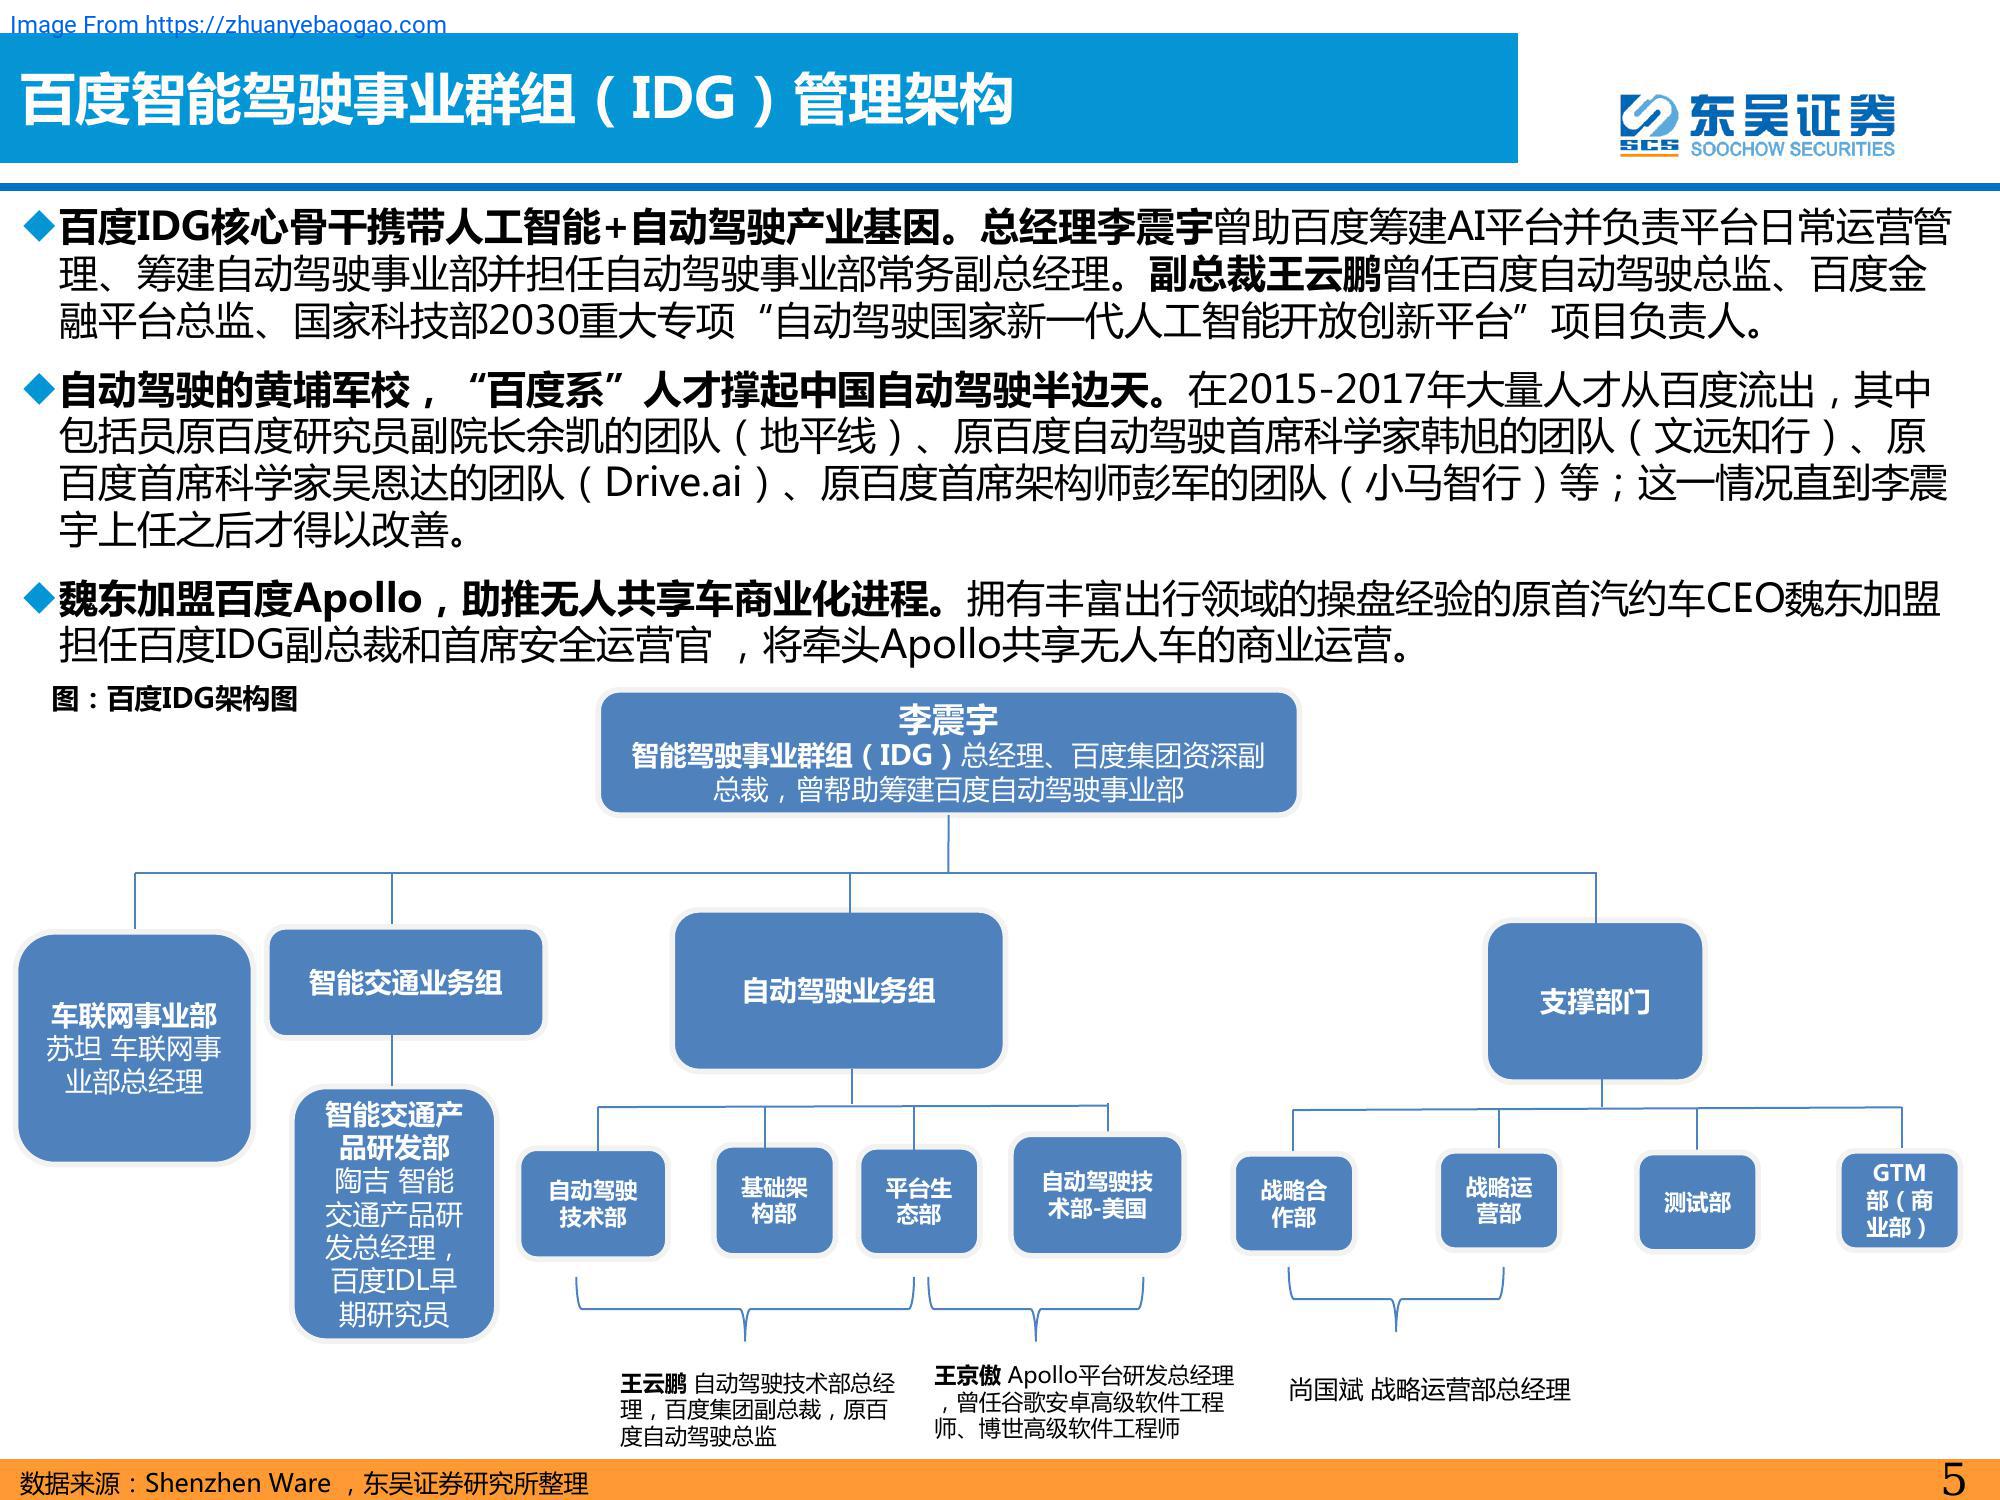 Image From https://zhuanyebaogao.com
百度智能驾驶事业群组（IDG）管理架构
东吴证券
SCS
SOOCHOW SECURITIES
◆百度IDG核心骨干携带人工智能+自动驾驶产业基因。总经理李震宇曾助百度筹建AI平台并负责平台日常运营管
理、筹建自动驾驶事业部并担任自动驾驶事业部常务副总经理。副总裁王云鹏曾任百度自动驾驶总监、百度金
融平台总监、国家科技部2030重大专项“自动驾驶国家新一代人工智能开放创新平台”项目负责人。
◆自动驾驶的黄埔军校，“百度系”人才撑起中国自动驾驶半边天。在2015-2017年大量人才从百度流出，其中
包括员原百度研究员副院长余凯的团队（地平线）、原百度自动驾驶首席科学家韩旭的团队（文远知行）、原
百度首席科学家吴恩达的团队（Drive.ai）、原百度首席架构师彭军的团队（小马智行）等；这一情况直到李震
宇上任之后才得以改善。
◆魏东加盟百度Apollo，助推无人共享车商业化进程。拥有丰富出行领域的操盘经验的原首汽约车CEO魏东加盟
担任百度IDG副总裁和首席安全运营官 ，将牵头Apollo共享无人车的商业运营。
图：百度IDG架构图
李震宇
智能驾驶事业群组（IDG）总经理、百度集团资深副
总裁，曾帮助筹建百度自动驾驶事业部
车联网事业部
苏坦 车联网事
业部总经理
智能交通业务组
自动驾驶业务组
支撑部门
智能交通产
品研发部
陶吉 智能
交通产品研
发总经理，
百度IDL早
期研究员
自动驾驶
技术部
基础架
构部
平台生
态部
自动驾驶技
术部-美国
战略合
作部
战略运
营部
测试部
GTM
部（商
业部）
王云鹏 自动驾驶技术部总经
理，百度集团副总裁，原百
度自动驾驶总监
王京傲 Apollo平台研发总经理
，曾任谷歌安卓高级软件工程
师、博世高级软件工程师
尚国斌 战略运营部总经理
数据来源：Shenzhen Ware ，东吴证券研究所整理
5